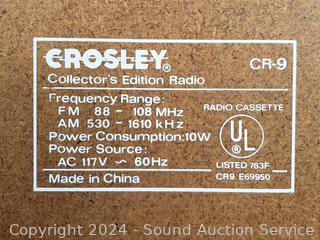 CROSLEY® CR-9
Collector's Edition Radio
Frequency Range:
FM 88 - 108 MHz
AM 530 - 1610 kHz
Power Consumption: 10W
Power Source:
AC 117V ~ 60Hz
Made in China
RADIO CASSETTE
UL ®
LISTED 763F
CR9 E69950
Copyright 2024 - Sound Auction Service